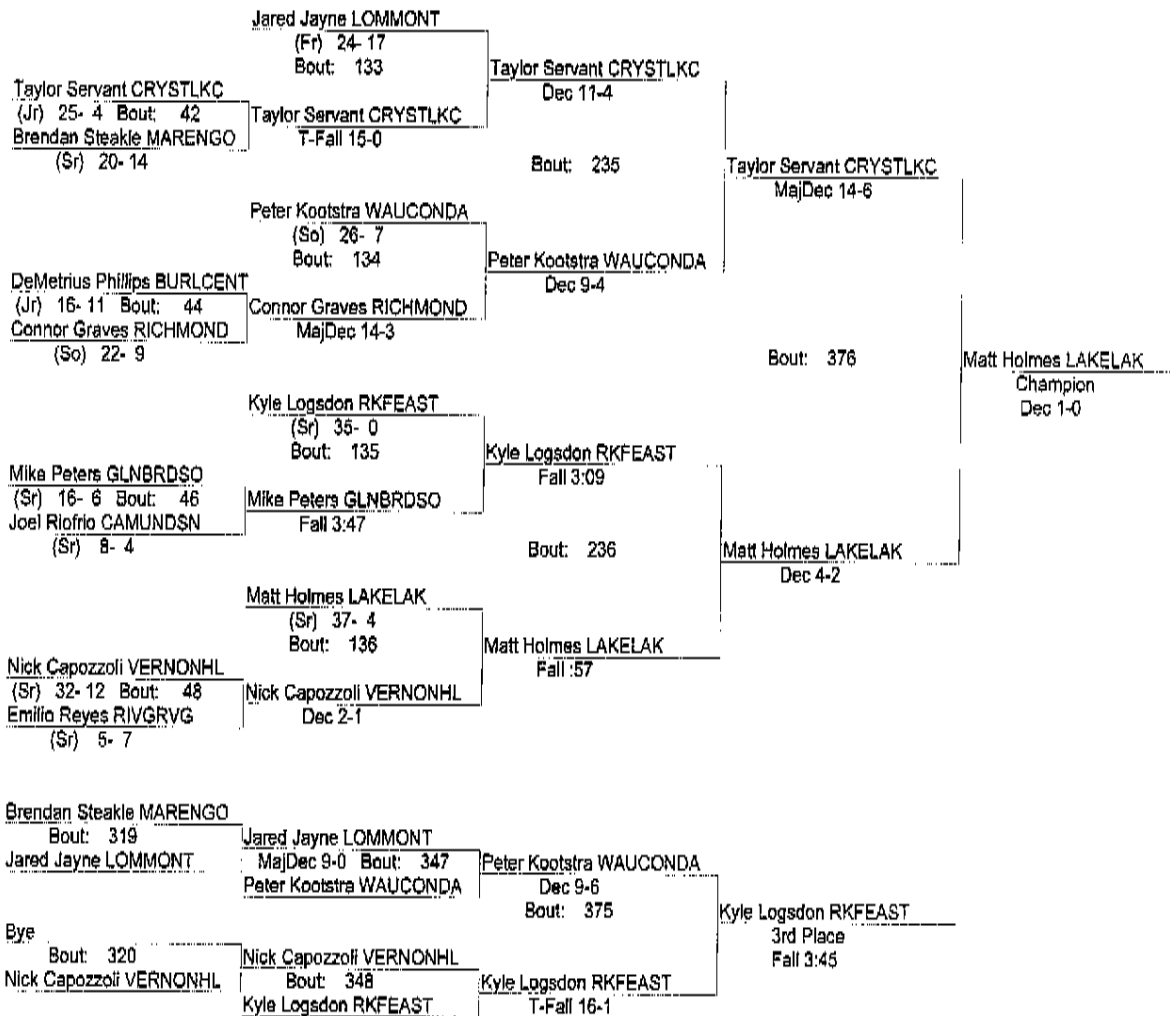 Jared Jayne LOMMONT
(Fr) 24- 17
Bout: 133
Taylor Servant CRYSTLKC
Dec 11-4
Taylor Servant CRYSTLKC
(Jr) 25- 4 Bout: 42
Brendan Steakle MARENGO
(Sr) 20- 14
Taylor Servant CRYSTLKC
T-Fall 15-0
Bout: 235
Taylor Servant CRYSTLKC
MajDec 14-6
Peter Kootstra WAUCONDA
(So) 26- 7
Bout: 134
Peter Kootstra WAUCONDA
Dec 9-4
DeMetrius Phillips BURLCENT
(Jr) 16- 11 Bout: 44
Connor Graves RICHMOND
(So) 22- 9
Connor Graves RICHMOND
MajDec 14-3
Bout: 376
Matt Holmes LAKELAK
Champion
Dec 1-0
Kyle Logsdon RKFEAST
(Sr) 35- 0
Bout: 135
Kyle Logsdon RKFEAST
Fall 3:09
Mike Peters GLNBRDSO
(Sr) 16- 6 Bout: 46
Joel Riofrio CAMUNDSN
(Sr) 8- 4
Mike Peters GLNBRDSO
Fall 3:47
Bout: 236
Matt Holmes LAKELAK
Dec 4-2
Matt Holmes LAKELAK
(Sr) 37- 4
Bout: 136
Matt Holmes LAKELAK
Fall :57
Nick Capozzoli VERNONHL
(Sr) 32- 12 Bout: 48
Emilio Reyes RIVGRVG
(Sr) 5- 7
Nick Capozzoli VERNONHL
Dec 2-1
Brendan Steakle MARENGO
Bout: 319
Jared Jayne LOMMONT
Jared Jayne LOMMONT
MajDec 9-0 Bout: 347
Peter Kootstra WAUCONDA
Peter Kootstra WAUCONDA
Dec 9-6
Bout: 375
Kyle Logsdon RKFEAST
3rd Place
Fall 3:45
Bye
Bout: 320
Nick Capozzoli VERNONHL
Nick Capozzoli VERNONHL
Bout: 348
Kyle Logsdon RKFEAST
Kyle Logsdon RKFEAST
T-Fall 16-1